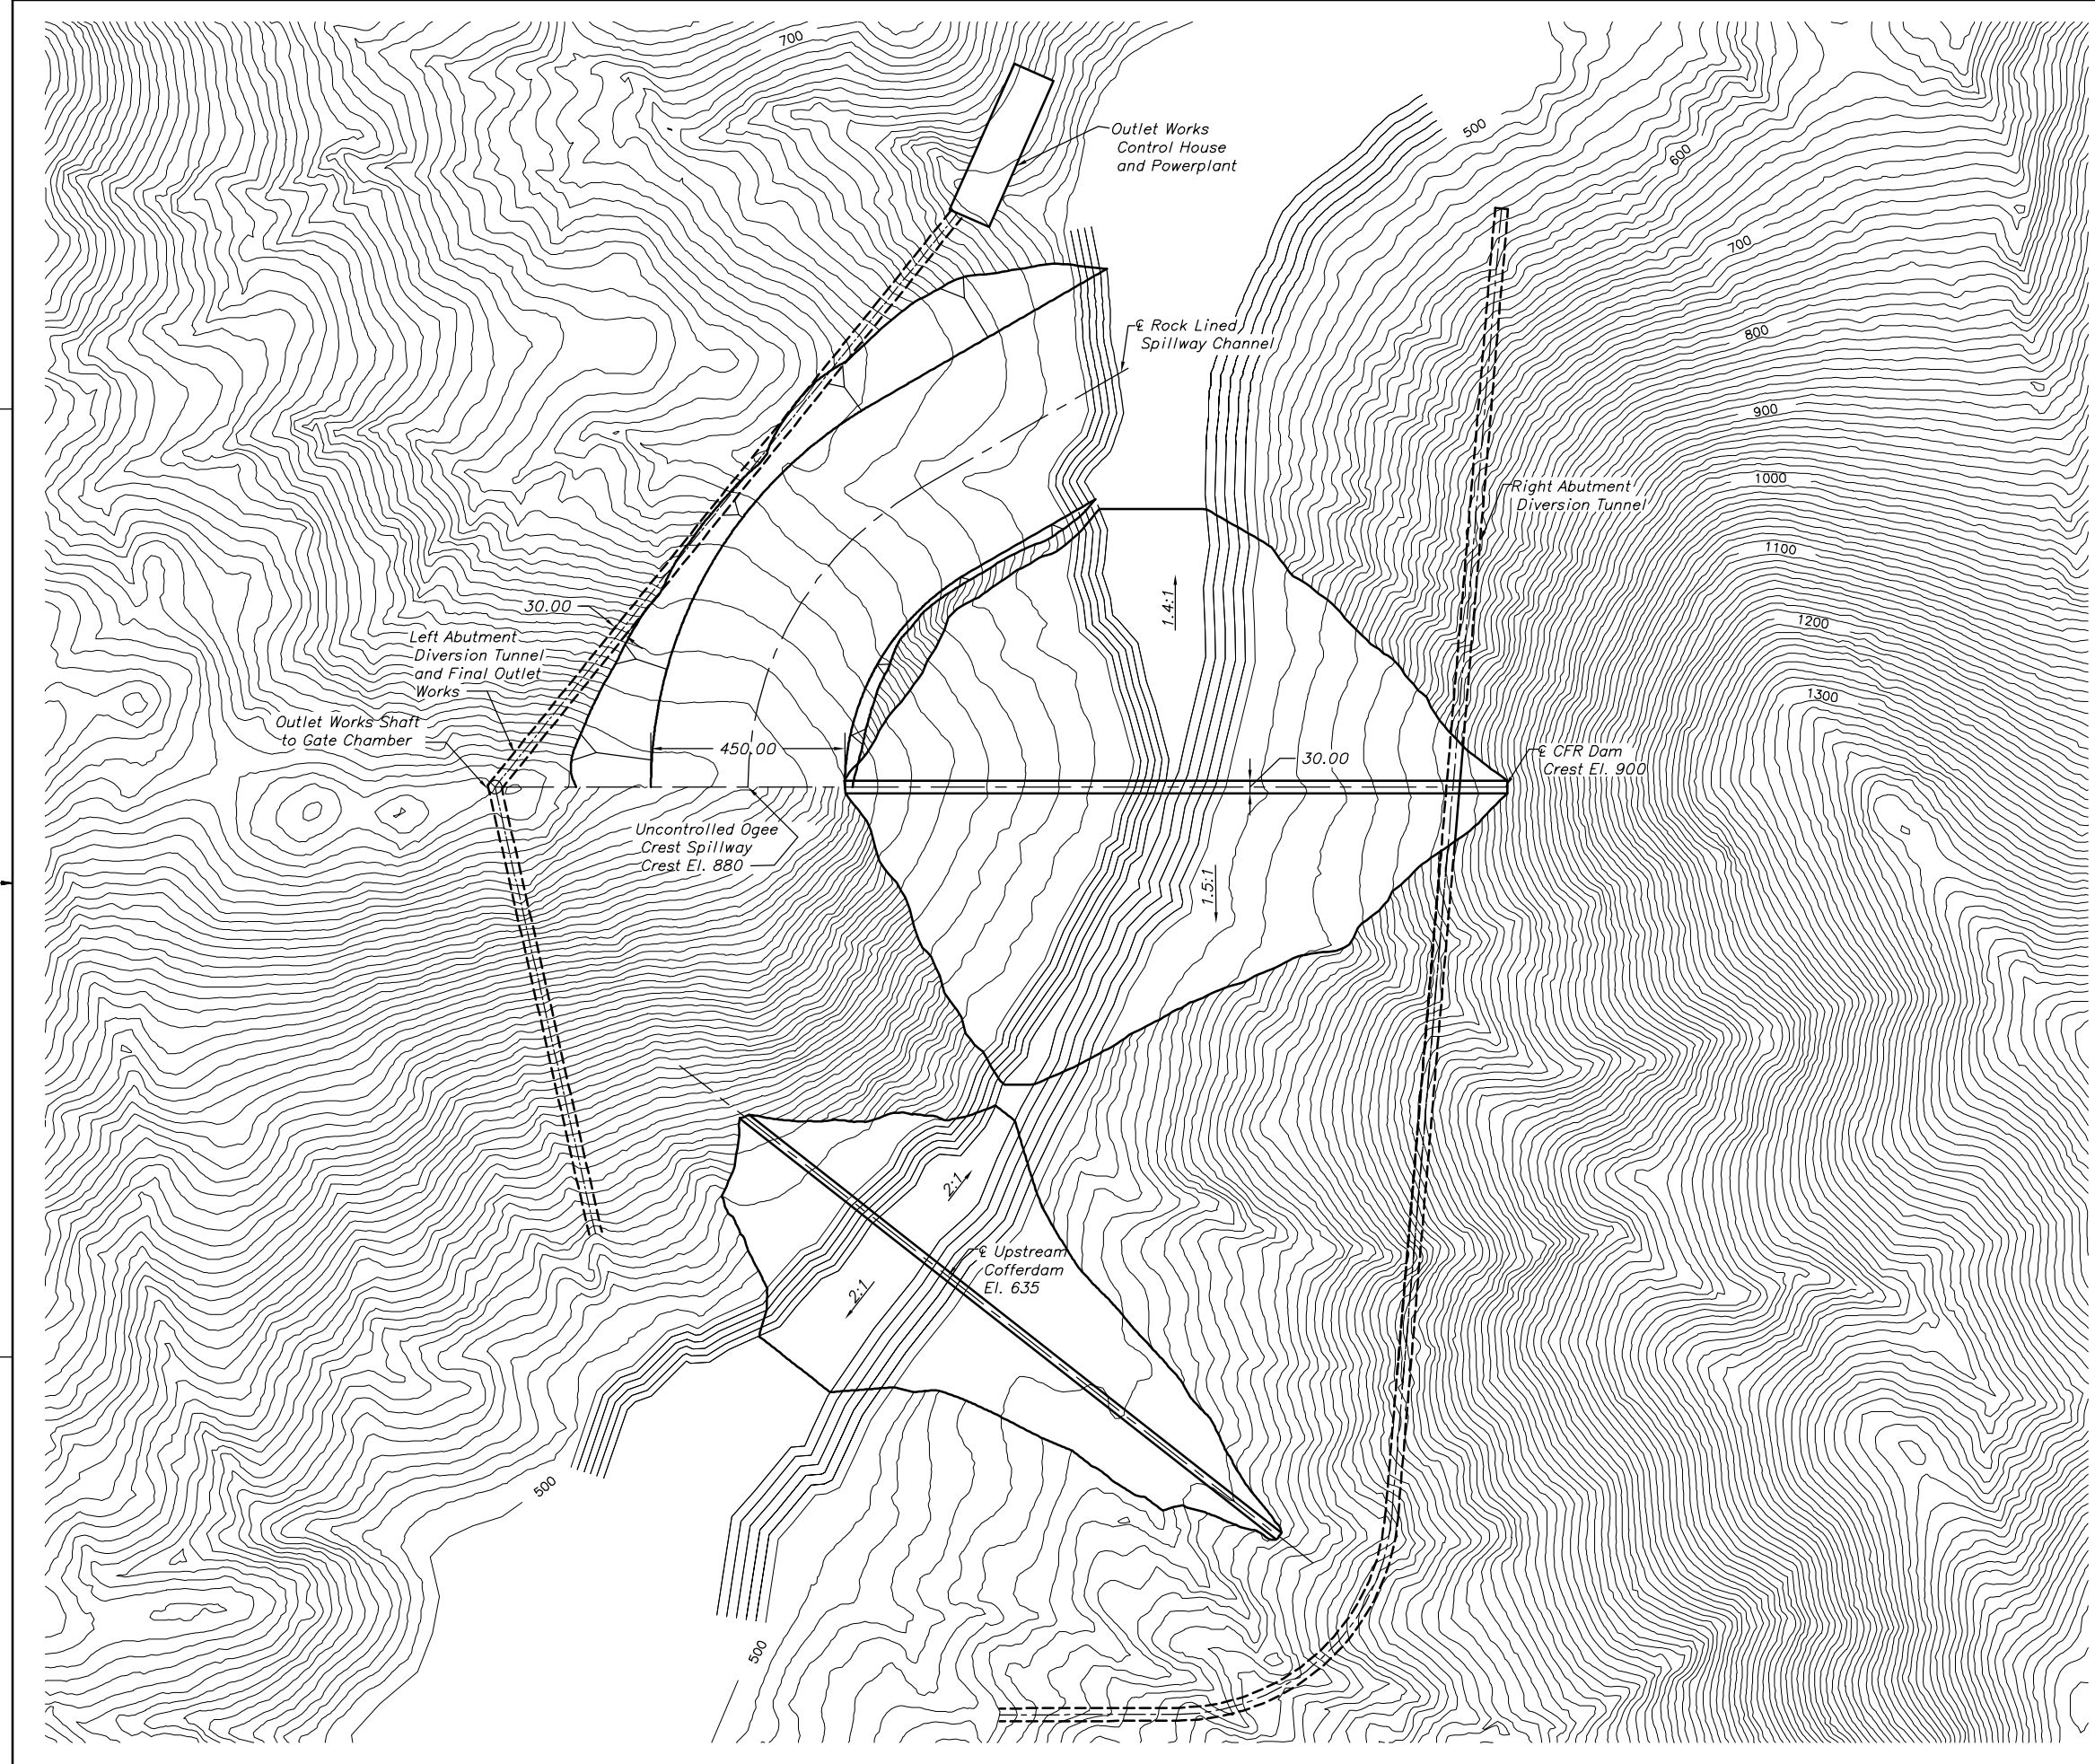 700
Outlet Works
Control House
and Powerplant
500
600
700
℄ Rock Lined
Spillway Channel
800
900
1000
Right Abutment
Diversion Tunnel
1100
1.4:1
30.00
1200
Left Abutment
Diversion Tunnel
and Final Outlet
Works
1300
Outlet Works Shaft
to Gate Chamber
450.00
30.00
℄ CFR Dam
Crest El. 900
Uncontrolled Ogee
Crest Spillway
Crest El. 880
1.5:1
2:1
℄ Upstream
Cofferdam
El. 635
2:1
500
500